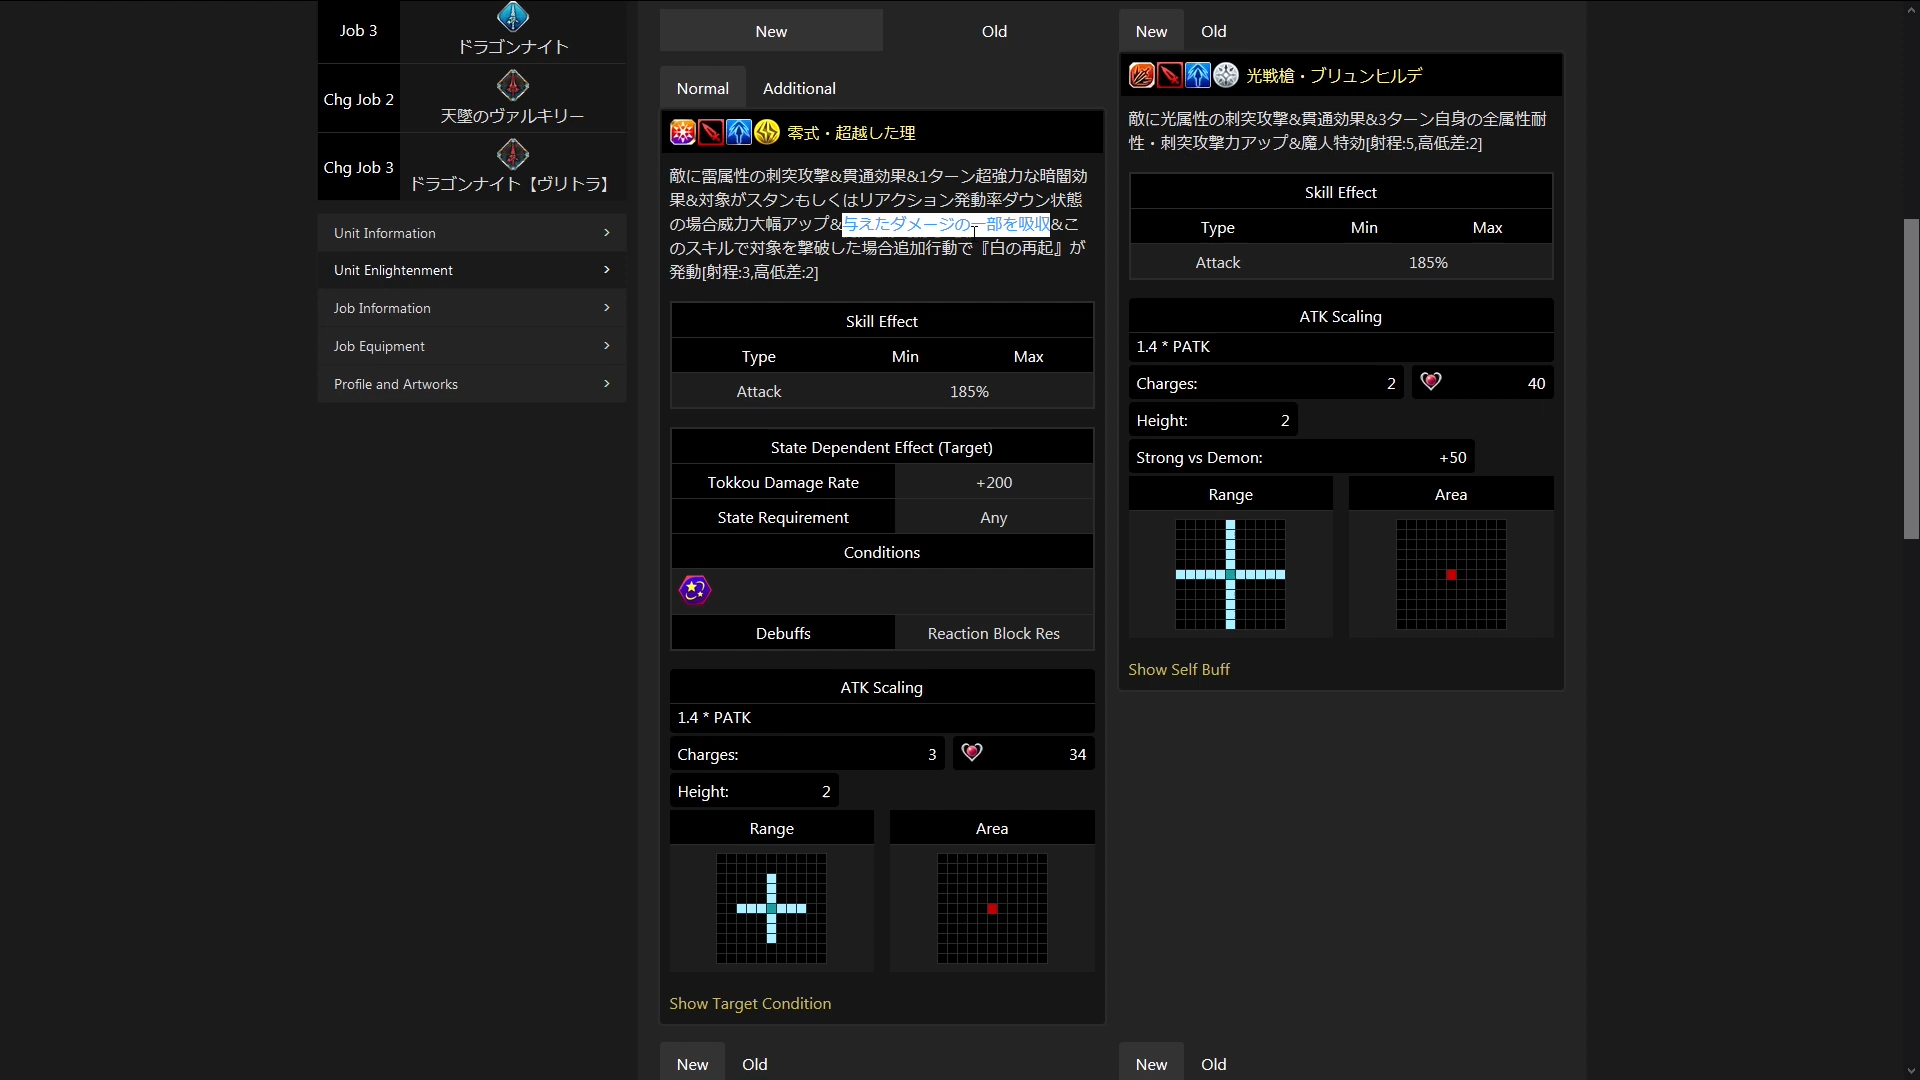 Job 3
ドラゴンナイト
Chg Job 2
天墜のヴァルキリー
Chg Job 3
ドラゴンナイト【ヴリトラ】
Unit Information
Unit Enlightenment
Job Information
Job Equipment
Profile and Artworks
New Old
Normal Additional
零式・超越した理
敵に雷属性の刺突攻撃&貫通効果&1ターン超強力な暗闇効
果&対象がスタンもしくはリアクション発動率ダウン状態
の場合威力大幅アップ&与えたダメージの一部を吸収&こ
のスキルで対象を撃破した場合追加行動で『白の再起』が
発動[射程:3,高低差:2]
Skill Effect
Type Min Max
Attack 185%
State Dependent Effect (Target)
Tokkou Damage Rate +200
State Requirement Any
Conditions
Debuffs Reaction Block Res
ATK Scaling
1.4 * PATK
Charges: 3 34
Height: 2
Range Area
Show Target Condition
New Old
New Old
光戦槍・ブリュンヒルデ
敵に光属性の刺突攻撃&貫通効果&3ターン自身の全属性耐
性・刺突攻撃力アップ&魔人特効[射程:5,高低差:2]
Skill Effect
Type Min Max
Attack 185%
ATK Scaling
1.4 * PATK
Charges: 2 40
Height: 2
Strong vs Demon: +50
Range Area
Show Self Buff
New Old